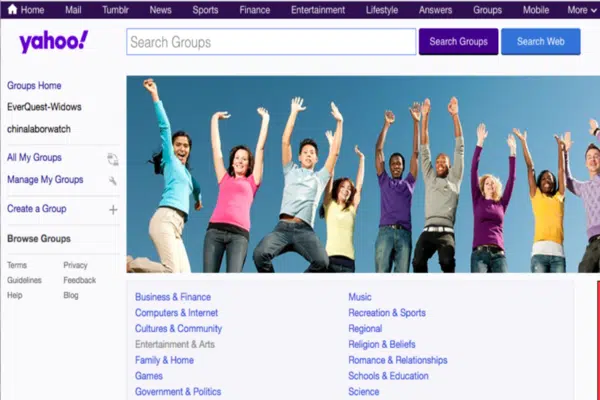 Home Mail Tumblr News Sports Finance Entertainment Lifestyle Answers Groups Mobile More
yahoo!
Search Groups Search Groups Search Web
Groups Home
EverQuest-Widows
chinalaborwatch
All My Groups
Manage My Groups
Create a Group
Browse Groups
Terms Privacy
Guidelines Feedback
Help Blog
Business & Finance Music
Computers & Internet Recreation & Sports
Cultures & Community Regional
Entertainment & Arts Religion & Beliefs
Family & Home Romance & Relationships
Games Schools & Education
Government & Politics Science